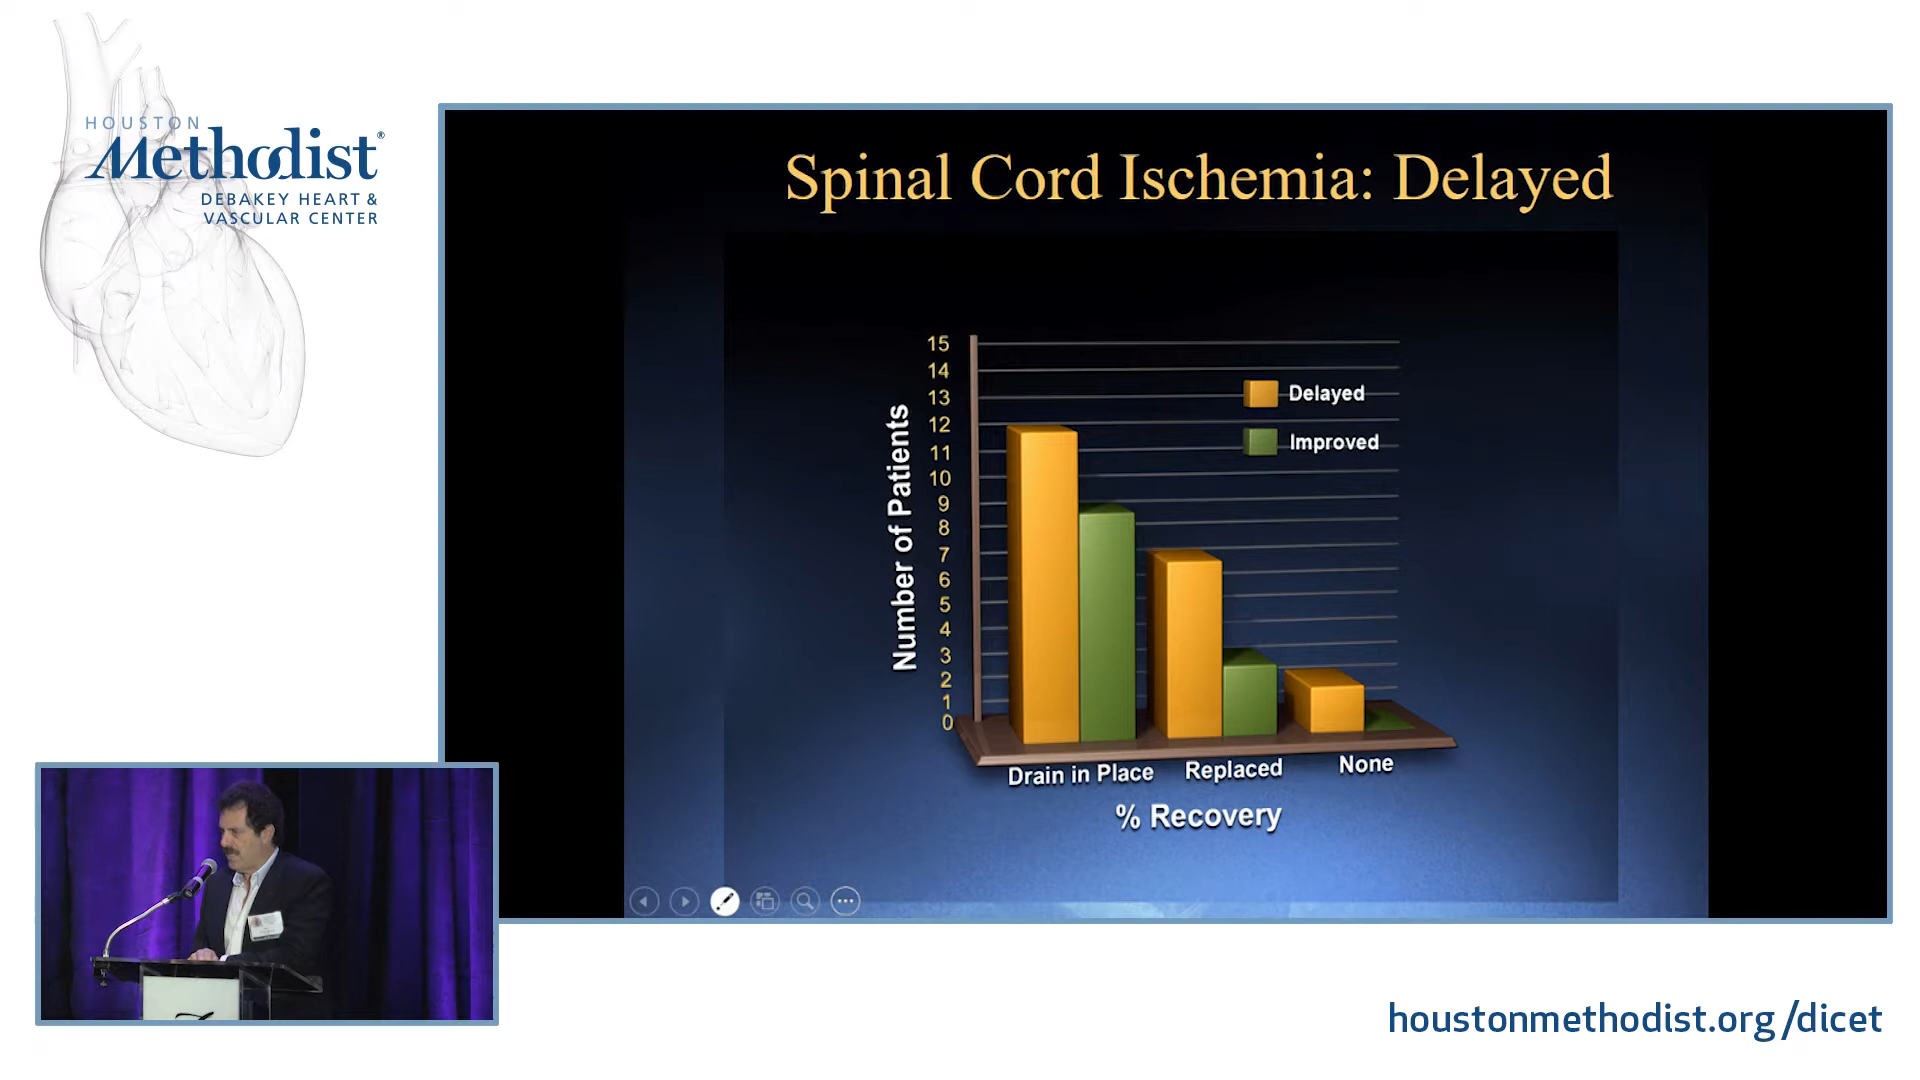 HOUSTON
Methodist®
DEBAKEY HEART &
VASCULAR CENTER
Spinal Cord Ischemia: Delayed
15
14
13
12
11
10
9
8
7
6
5
4
3
2
1
0
Number of Patients
Delayed
Improved
Drain in Place
Replaced
None
% Recovery
houstonmethodist.org/dicet